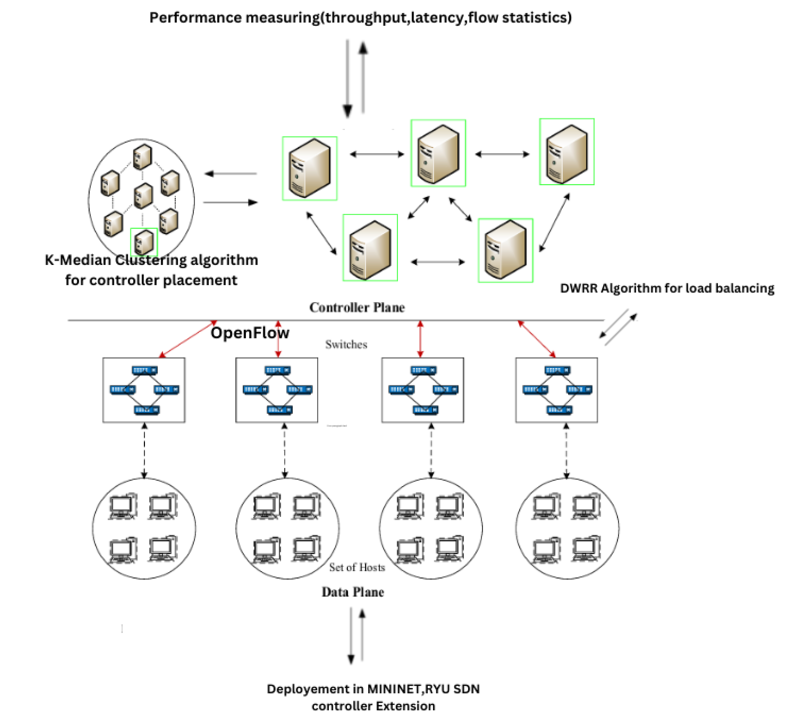 Performance measuring(throughput,latency,flow statistics)
K-Median Clustering algorithm
for controller placement
DWRR Algorithm for load balancing
Controller Plane
OpenFlow
Switches
Set of Hosts
Data Plane
Deployement in MININET,RYU SDN
controller Extension